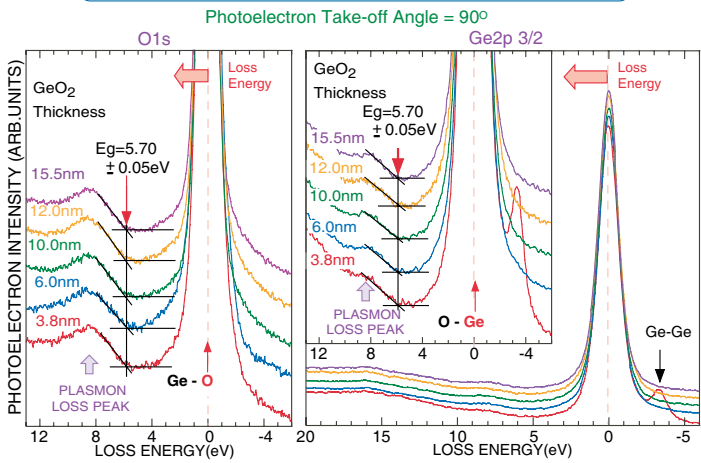 Photoelectron Take-off Angle = 90O
O1s
Ge2p 3/2
PHOTOELECTRON INTENSITY (ARB.UNITS)
Loss
Energy
GeO2
Thickness
Eg=5.70
± 0.05eV
15.5nm
12.0nm
10.0nm
6.0nm
3.8nm
PLASMON
LOSS PEAK
Ge - O
12 8 4 0 -4
LOSS ENERGY(eV)
GeO2
Thickness
Eg=5.70
± 0.05eV
15.5nm
12.0nm
10.0nm
6.0nm
3.8nm
PLASMON
LOSS PEAK
O - Ge
12 8 4 0 -4
Loss
Energy
Ge-Ge
20 15 10 5 0 -5
LOSS ENERGY(eV)